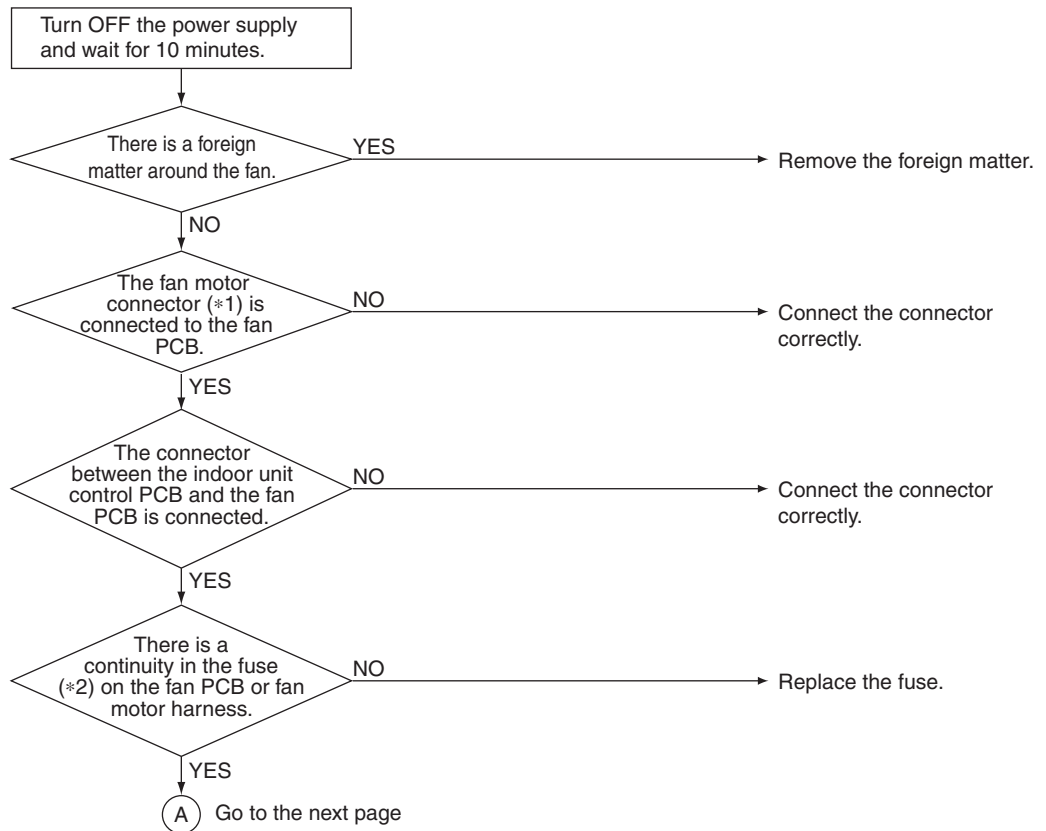 Turn OFF the power supply
and wait for 10 minutes.
There is a foreign
matter around the fan.
YES
Remove the foreign matter.
NO
The fan motor
connector (*1) is
connected to the fan
PCB.
NO
Connect the connector
correctly.
YES
The connector
between the indoor unit
control PCB and the fan
PCB is connected.
NO
Connect the connector
correctly.
YES
There is a
continuity in the fuse
(*2) on the fan PCB or fan
motor harness.
NO
Replace the fuse.
YES
A Go to the next page